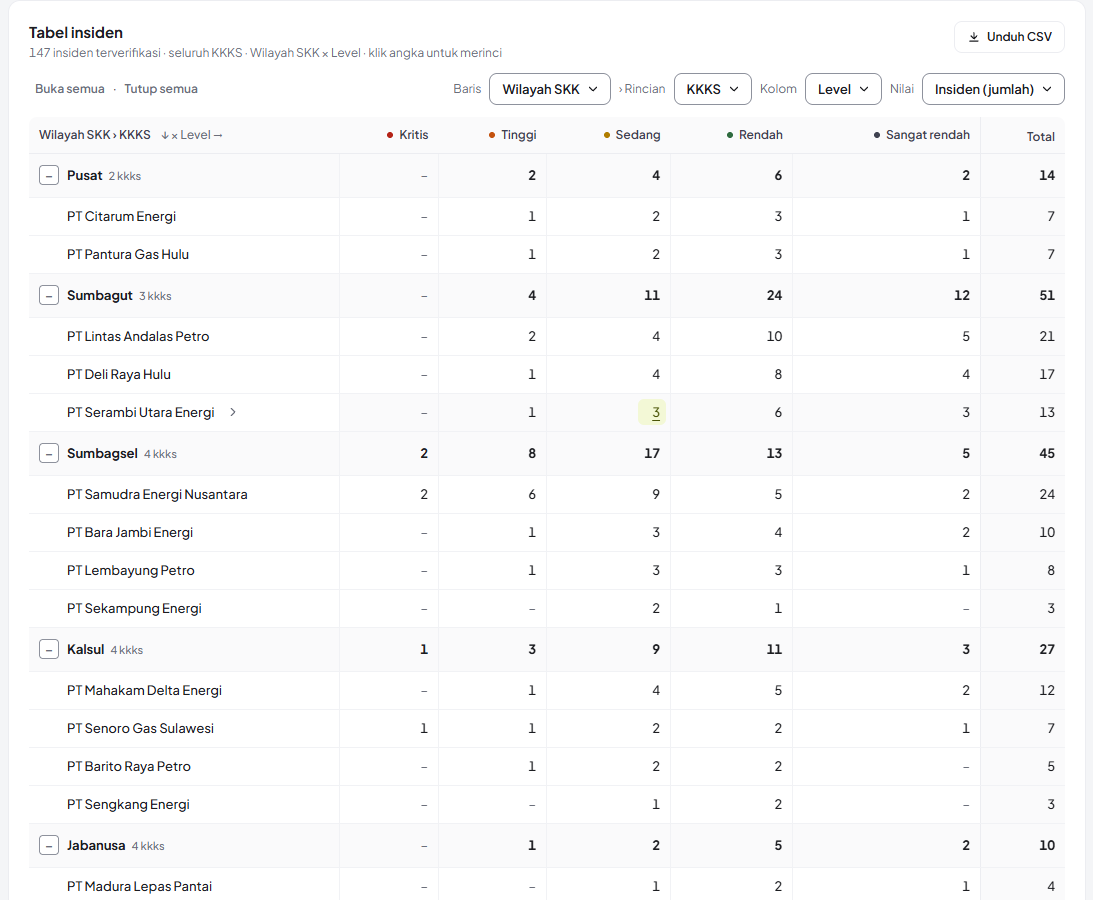 Tabel insiden
147 insiden terverifikasi · seluruh KKKS · Wilayah SKK × Level · klik angka untuk merinci
Unduh CSV
Buka semua · Tutup semua
Baris Wilayah SKK › Rincian KKKS Kolom Level Nilai Insiden (jumlah)
Wilayah SKK › KKKS ↓ × Level → Kritis Tinggi Sedang Rendah Sangat rendah Total
– Pusat 2 kkks – 2 4 6 2 14
PT Citarum Energi – 1 2 3 1 7
PT Pantura Gas Hulu – 1 2 3 1 7
– Sumbagut 3 kkks – 4 11 24 12 51
PT Lintas Andalas Petro – 2 4 10 5 21
PT Deli Raya Hulu – 1 4 8 4 17
PT Serambi Utara Energi › – 1 3 6 3 13
– Sumbagsel 4 kkks 2 8 17 13 5 45
PT Samudra Energi Nusantara 2 6 9 5 2 24
PT Bara Jambi Energi – 1 3 4 2 10
PT Lembayung Petro – 1 3 3 1 8
PT Sekampung Energi – – 2 1 – 3
– Kalsul 4 kkks 1 3 9 11 3 27
PT Mahakam Delta Energi – 1 4 5 2 12
PT Senoro Gas Sulawesi 1 1 2 2 1 7
PT Barito Raya Petro – 1 2 2 – 5
PT Sengkang Energi – – 1 2 – 3
– Jabanusa 4 kkks – 1 2 5 2 10
PT Madura Lepas Pantai – – 1 2 1 4